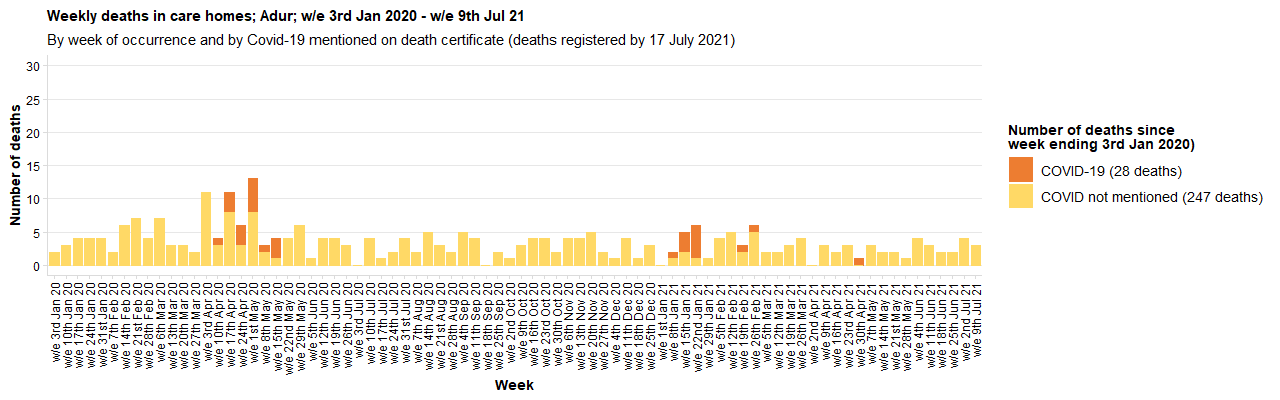 Weekly deaths in care homes; Adur; w/e 3rd Jan 2020 - w/e 9th Jul 21
By week of occurrence and by Covid-19 mentioned on death certificate (deaths registered by 17 July 2021)
Number of deaths
30
25
20
15
10
5
0
w/e 3rd Jan 20
w/e 10th Jan 20
w/e 17th Jan 20
w/e 24th Jan 20
w/e 31st Jan 20
w/e 7th Feb 20
w/e 14th Feb 20
w/e 21st Feb 20
w/e 28th Feb 20
w/e 6th Mar 20
w/e 13th Mar 20
w/e 20th Mar 20
w/e 27th Mar 20
w/e 3rd Apr 20
w/e 10th Apr 20
w/e 17th Apr 20
w/e 24th Apr 20
w/e 1st May 20
w/e 8th May 20
w/e 15th May 20
w/e 22nd May 20
w/e 29th May 20
w/e 5th Jun 20
w/e 12th Jun 20
w/e 19th Jun 20
w/e 26th Jun 20
w/e 3rd Jul 20
w/e 10th Jul 20
w/e 17th Jul 20
w/e 24th Jul 20
w/e 31st Jul 20
w/e 7th Aug 20
w/e 14th Aug 20
w/e 21st Aug 20
w/e 28th Aug 20
w/e 4th Sep 20
w/e 11th Sep 20
w/e 18th Sep 20
w/e 25th Sep 20
w/e 2nd Oct 20
w/e 9th Oct 20
w/e 16th Oct 20
w/e 23rd Oct 20
w/e 30th Oct 20
w/e 6th Nov 20
w/e 13th Nov 20
w/e 20th Nov 20
w/e 27th Nov 20
w/e 4th Dec 20
w/e 11th Dec 20
w/e 18th Dec 20
w/e 25th Dec 20
w/e 1st Jan 21
w/e 8th Jan 21
w/e 15th Jan 21
w/e 22nd Jan 21
w/e 29th Jan 21
w/e 5th Feb 21
w/e 12th Feb 21
w/e 19th Feb 21
w/e 26th Feb 21
w/e 5th Mar 21
w/e 12th Mar 21
w/e 19th Mar 21
w/e 26th Mar 21
w/e 2nd Apr 21
w/e 9th Apr 21
w/e 16th Apr 21
w/e 23rd Apr 21
w/e 30th Apr 21
w/e 7th May 21
w/e 14th May 21
w/e 21st May 21
w/e 28th May 21
w/e 4th Jun 21
w/e 11th Jun 21
w/e 18th Jun 21
w/e 25th Jun 21
w/e 2nd Jul 21
w/e 9th Jul 21
Week
Number of deaths since
week ending 3rd Jan 2020)
COVID-19 (28 deaths)
COVID not mentioned (247 deaths)